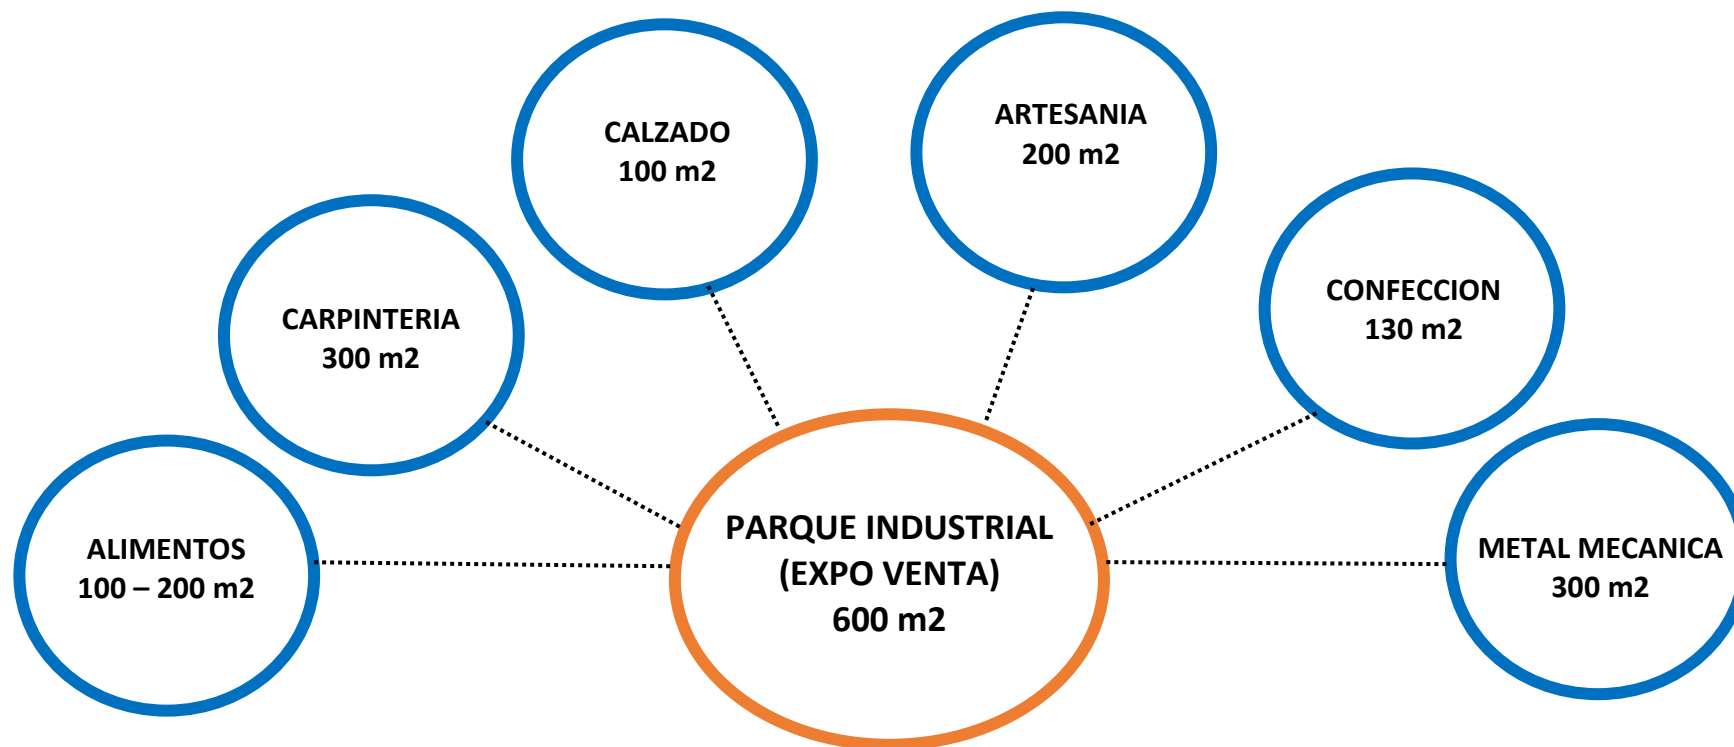 CALZADO
100 m2
ARTESANIA
200 m2
CARPINTERIA
300 m2
CONFECCION
130 m2
ALIMENTOS
100 – 200 m2
PARQUE INDUSTRIAL
(EXPO VENTA)
600 m2
METAL MECANICA
300 m2